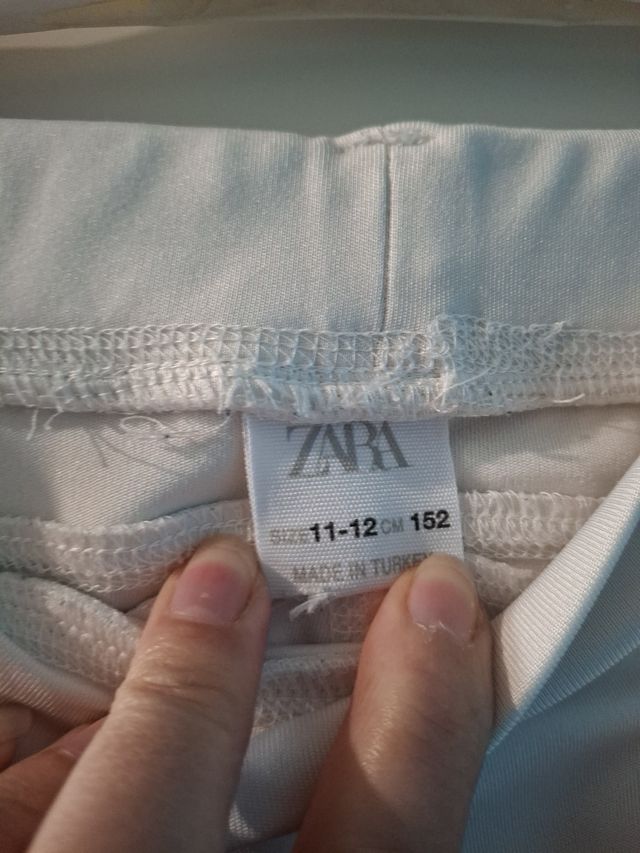 ZARA
SIZE 11-12 CM 152
MADE IN TURKEY